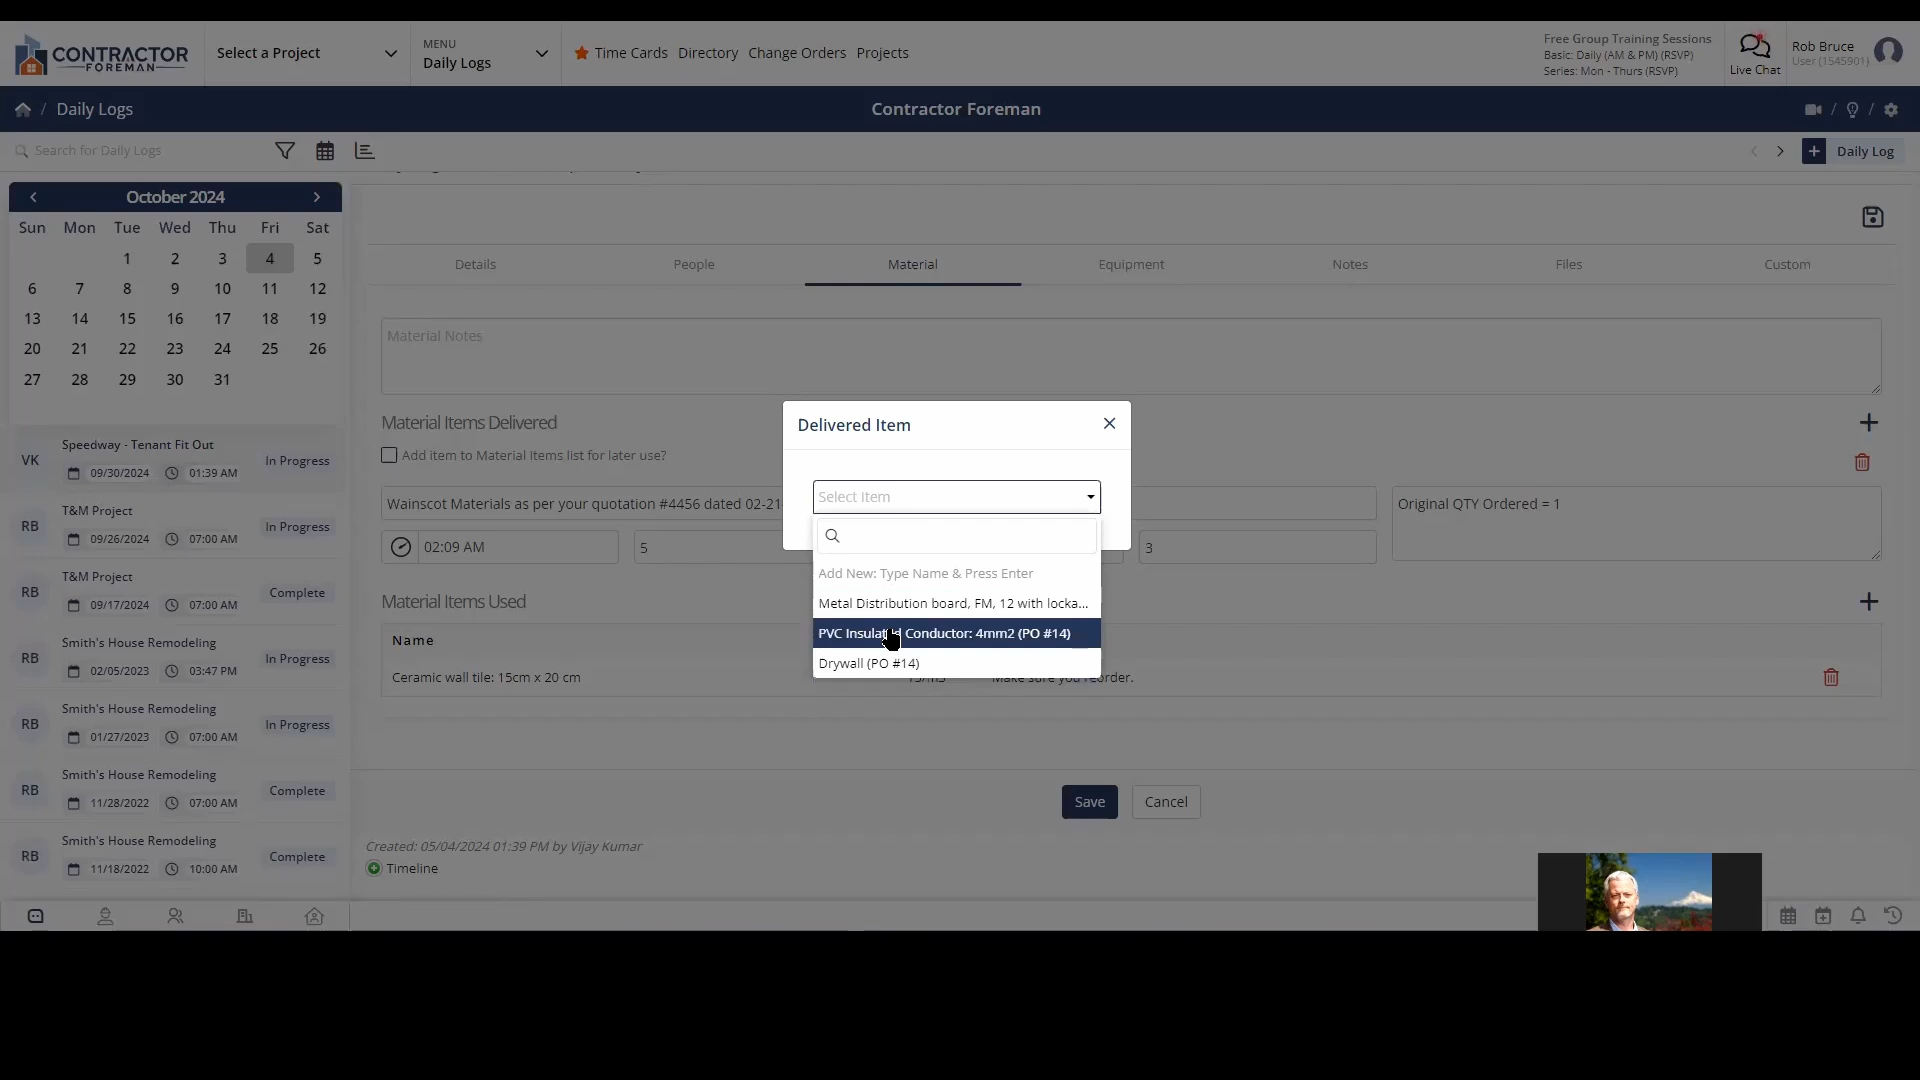 CONTRACTOR
FOREMAN
Select a Project
MENU
Daily Logs
Time Cards
Directory
Change Orders
Projects
Free Group Training Sessions
Basic: Daily (AM & PM) (RSVP)
Series: Mon - Thurs (RSVP)
Live Chat
Rob Bruce
User (1545901)
/ Daily Logs
Contractor Foreman
/ /
Search for Daily Logs
Daily Log
October 2024
Sun Mon Tue Wed Thu Fri Sat
1 2 3 4 5
6 7 8 9 10 11 12
13 14 15 16 17 18 19
20 21 22 23 24 25 26
27 28 29 30 31
VK
Speedway - Tenant Fit Out
09/30/2024 01:39 AM
In Progress
RB
T&M Project
09/26/2024 07:00 AM
In Progress
RB
T&M Project
09/17/2024 07:00 AM
Complete
RB
Smith's House Remodeling
02/05/2023 03:47 PM
In Progress
RB
Smith's House Remodeling
01/27/2023 07:00 AM
In Progress
RB
Smith's House Remodeling
11/28/2022 07:00 AM
Complete
RB
Smith's House Remodeling
11/18/2022 10:00 AM
Complete
Details People Material Equipment Notes Files Custom
Material Notes
Material Items Delivered
Add item to Material Items list for later use?
Wainscot Materials as per your quotation #4456 dated 02-21-
Original QTY Ordered = 1
02:09 AM
5
3
Material Items Used
Name
Ceramic wall tile: 15cm x 20 cm
Make sure you reorder.
Delivered Item
Select Item
Add New: Type Name & Press Enter
Metal Distribution board, FM, 12 with locka...
PVC Insulated Conductor: 4mm2 (PO #14)
Drywall (PO #14)
Save
Cancel
Created: 05/04/2024 01:39 PM by Vijay Kumar
Timeline